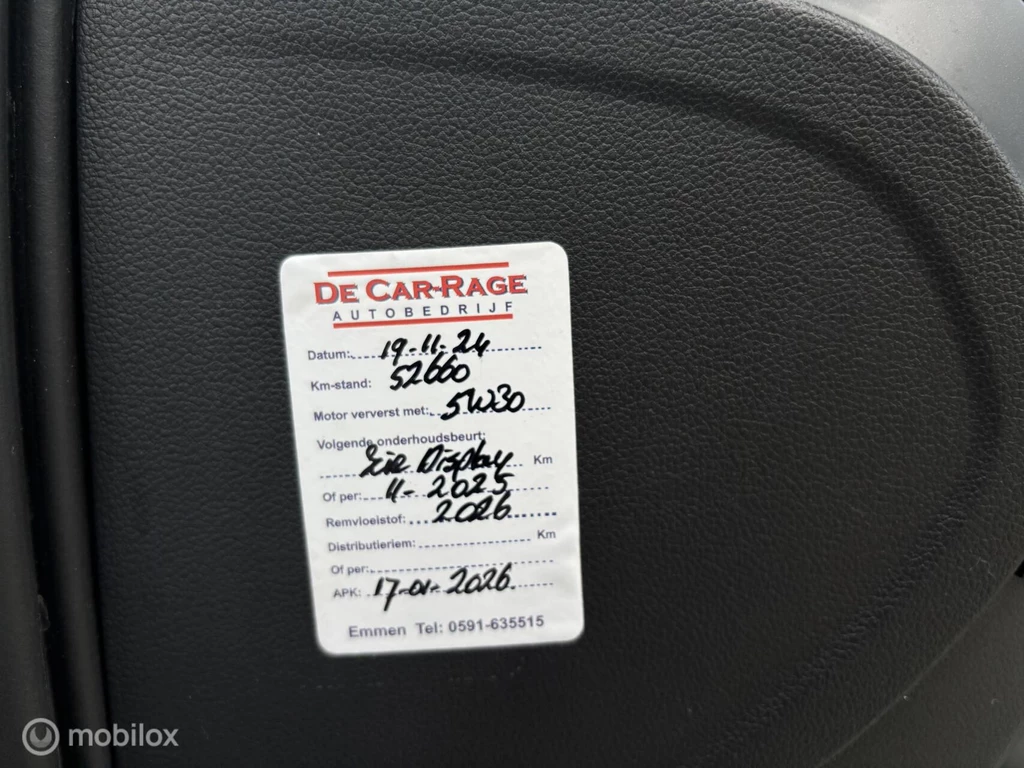 DE CAR-RAGE
AUTOBEDRIJF
Datum: 19-11-24
Km-stand: 52660
Motor ververst met: 5W30
Volgende onderhoudsbeurt:
Zie Display Km
Of per: 11-2025
Remvloeistof: 2026
Distributieriem: Km
Of per:
APK: 17-01-2026
Emmen Tel: 0591-635515
mobilox